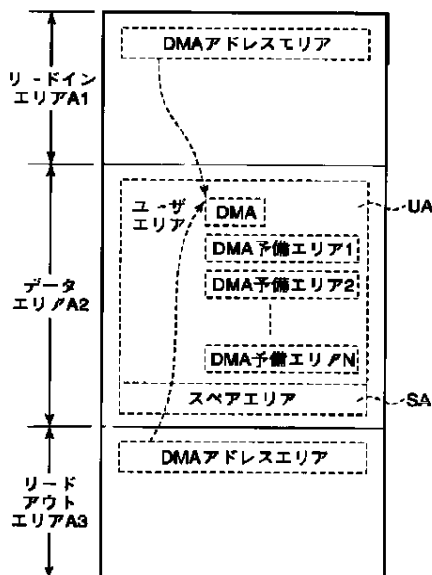 DMAアドレスエリア
リードイン
エリアA1
ユーザ
エリア
DMA
UA
DMA予備エリア1
DMA予備エリア2
データ
エリアA2
DMA予備エリアN
スペアエリア
SA
DMAアドレスエリア
リード
アウト
エリアA3